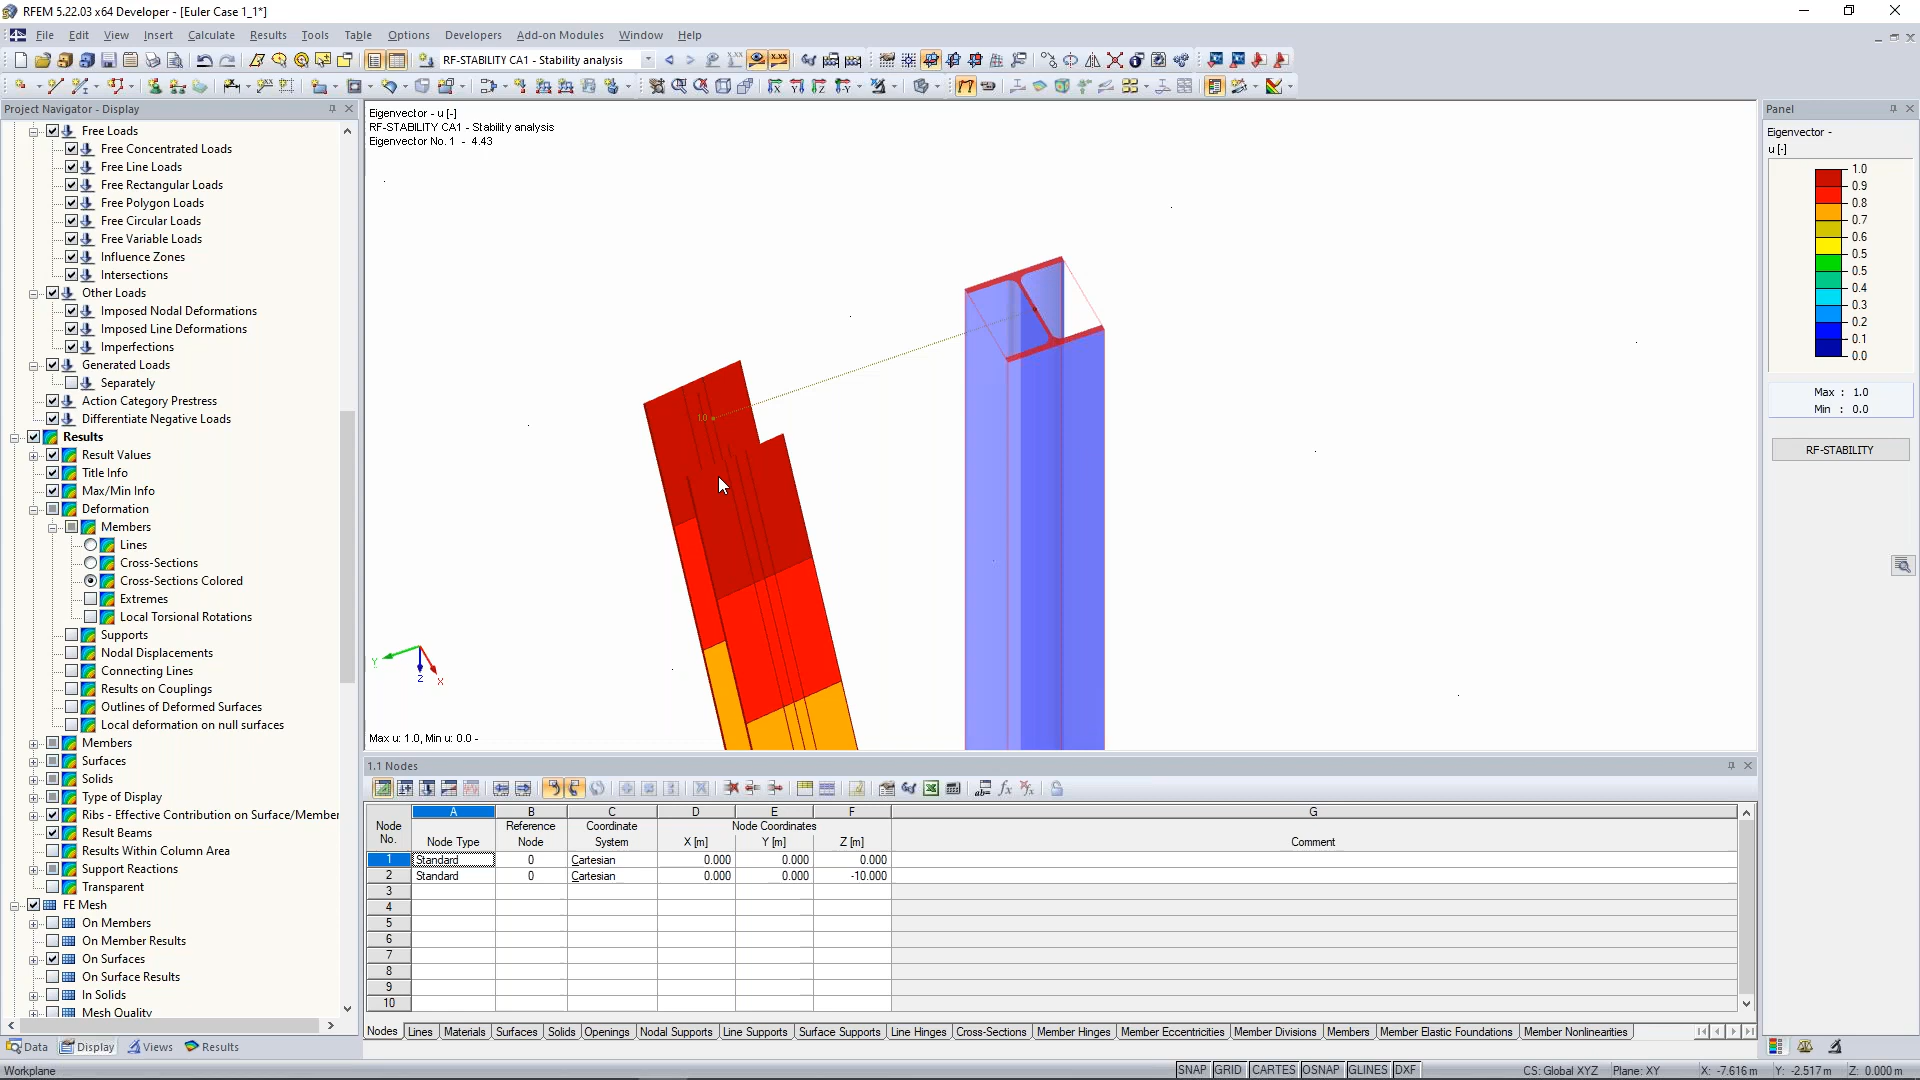 RFEM 5.22.03 x64 Developer - [Euler Case 1_1*]
File Edit View Insert Calculate Results Tools Table Options Developers Add-on Modules Window Help
RF-STABILITY CA1 - Stability analysis
Project Navigator - Display
Free Loads
Free Concentrated Loads
Free Line Loads
Free Rectangular Loads
Free Polygon Loads
Free Circular Loads
Free Variable Loads
Influence Zones
Intersections
Other Loads
Imposed Nodal Deformations
Imposed Line Deformations
Imperfections
Generated Loads
Separately
Action Category Prestress
Differentiate Negative Loads
Results
Result Values
Title Info
Max/Min Info
Deformation
Members
Lines
Cross-Sections
Cross-Sections Colored
Extremes
Local Torsional Rotations
Supports
Nodal Displacements
Connecting Lines
Results on Couplings
Outlines of Deformed Surfaces
Local deformation on null surfaces
Members
Surfaces
Solids
Type of Display
Ribs - Effective Contribution on Surface/Member
Result Beams
Results Within Column Area
Support Reactions
Transparent
FE Mesh
On Members
On Member Results
On Surfaces
On Surface Results
In Solids
Mesh Quality
Data Display Views Results
Eigenvector - u [-]
RF-STABILITY CA1 - Stability analysis
Eigenvector No. 1 - 4.43
1.0
Y
Z
X
Max u: 1.0, Min u: 0.0 -
Panel
Eigenvector -
u [-]
1.0
0.9
0.8
0.7
0.6
0.5
0.5
0.4
0.3
0.2
0.1
0.0
Max : 1.0
Min : 0.0
RF-STABILITY
1.1 Nodes
A B C D E F G
Node Reference Coordinate Node Coordinates
No. Node Type Node System X [m] Y [m] Z [m] Comment
1 Standard 0 Cartesian 0.000 0.000 0.000
2 Standard 0 Cartesian 0.000 0.000 -10.000
3
4
5
6
7
8
9
10
Nodes Lines Materials Surfaces Solids Openings Nodal Supports Line Supports Surface Supports Line Hinges Cross-Sections Member Hinges Member Eccentricities Member Divisions Members Member Elastic Foundations Member Nonlinearities
Workplane SNAP GRID CARTES OSNAP GLINES DXF CS: Global XYZ Plane: XY X: -7.616 m Y: -2.517 m Z: 0.000 m